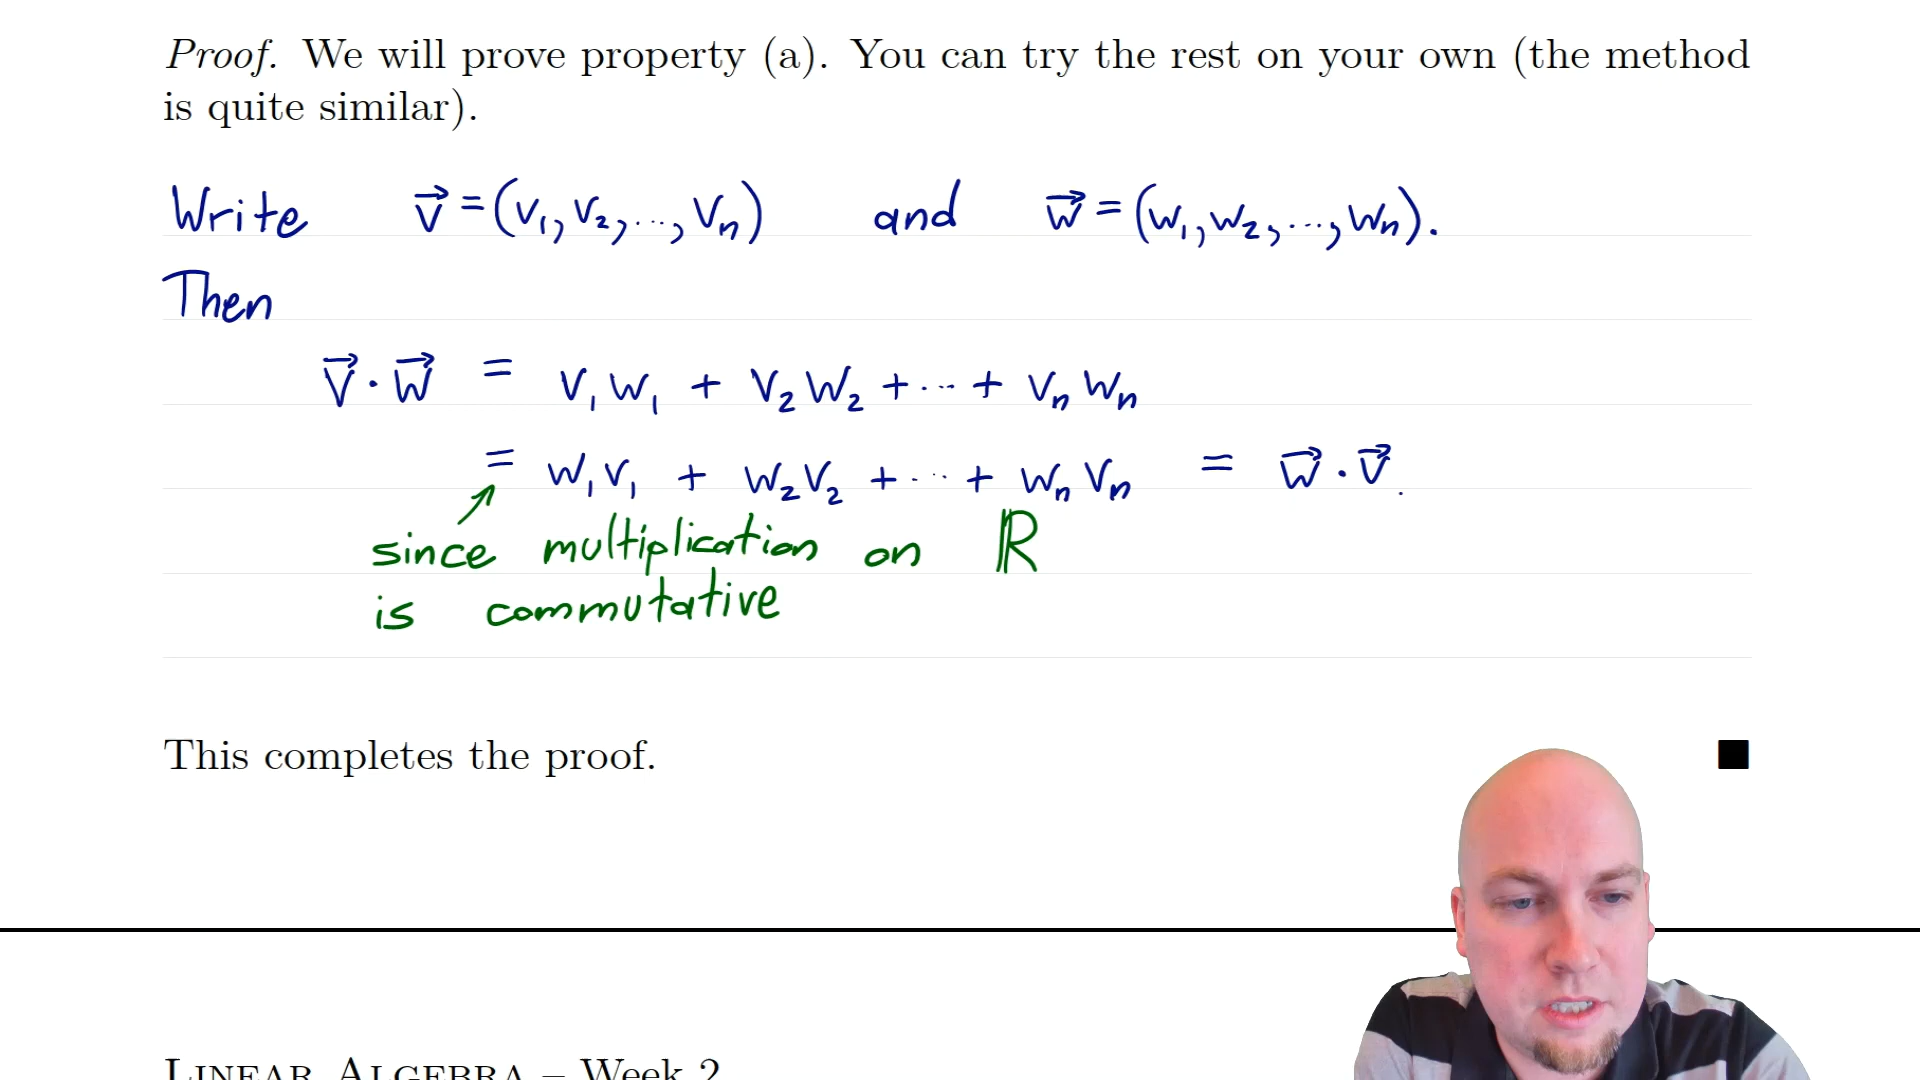 Proof. We will prove property (a). You can try the rest on your own (the method
is quite similar).
Write v⃗ = (v₁, v₂, ..., vₙ) and w⃗ = (w₁, w₂, ..., wₙ).
Then
v⃗ · w⃗ = v₁w₁ + v₂w₂ + ··· + vₙwₙ
= w₁v₁ + w₂v₂ + ··· + wₙvₙ = w⃗ · v⃗.
since multiplication on ℝ
is commutative
This completes the proof. ■
LINEAR ALGEBRA – Week 2